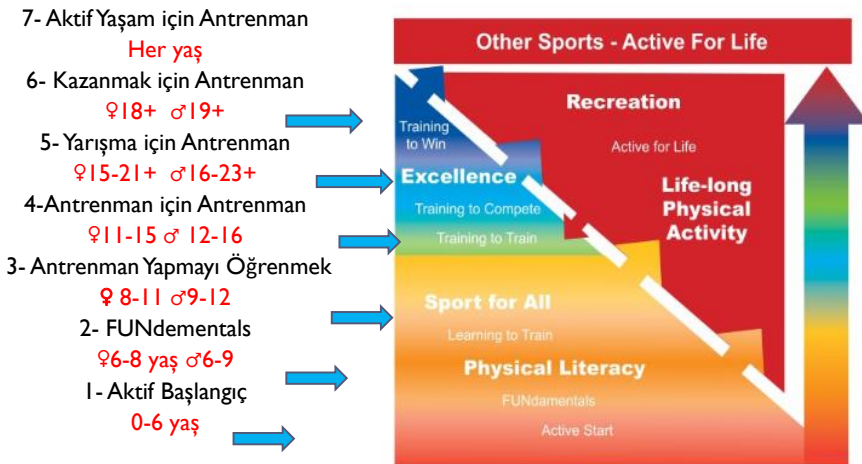 7- Aktif Yaşam için Antrenman
Her yaş
6- Kazanmak için Antrenman
♀18+ ♂19+
5- Yarışma için Antrenman
♀15-21+ ♂16-23+
4-Antrenman için Antrenman
♀11-15 ♂ 12-16
3- Antrenman Yapmayı Öğrenmek
♀ 8-11 ♂9-12
2- FUNdementals
♀6-8 yaş ♂6-9
1- Aktif Başlangıç
0-6 yaş
Other Sports - Active For Life
Recreation
Active for Life
Life-long
Physical
Activity
Training
to Win
Excellence
Training to Compete
Training to Train
Sport for All
Learning to Train
Physical Literacy
FUNdamentals
Active Start